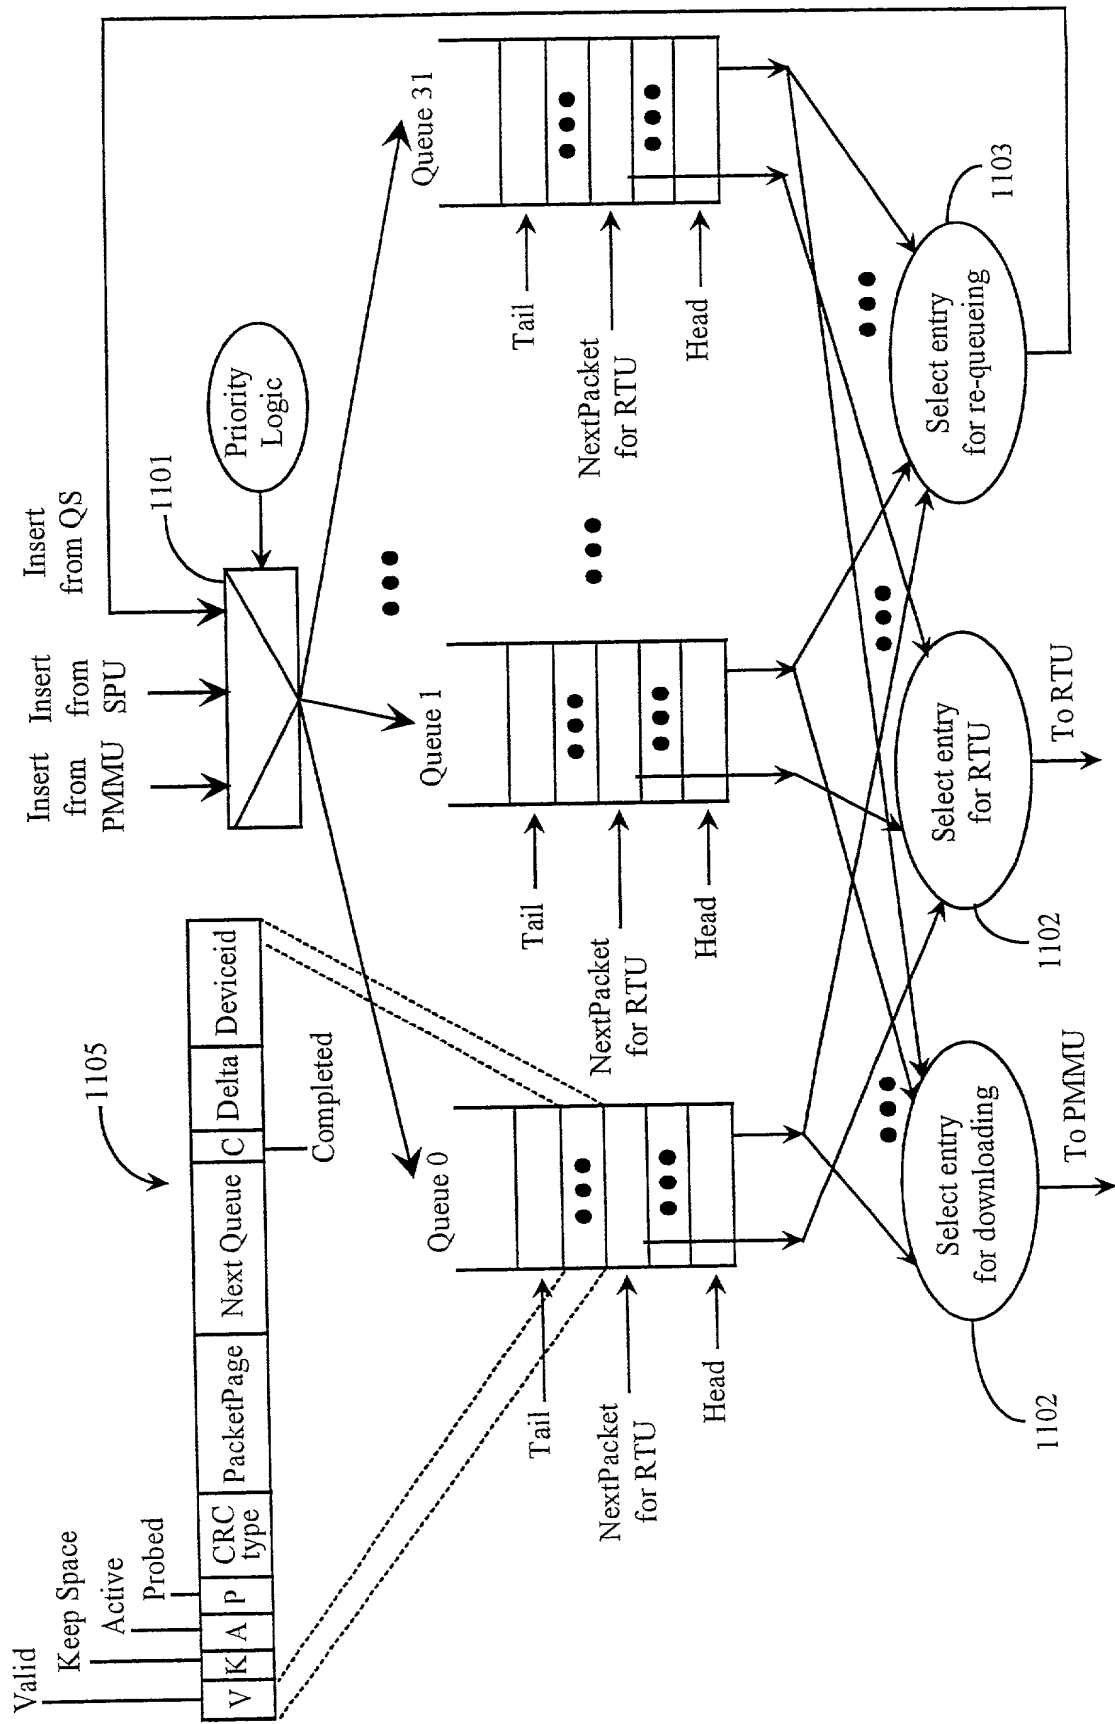 Valid
Keep Space
Active
Probed
V
K
A
P
CRC
type
PacketPage
Next Queue
C
Delta
Deviceid
Completed
1105
Insert
from
PMMU
Insert
from
SPU
Insert
from QS
1101
Priority
Logic
Queue 0
Tail
NextPacket
for RTU
Head
Queue 1
Tail
NextPacket
for RTU
Head
Queue 31
Tail
NextPacket
for RTU
Head
Select entry
for downloading
1102
To PMMU
Select entry
for RTU
1102
To RTU
Select entry
for re-queueing
1103